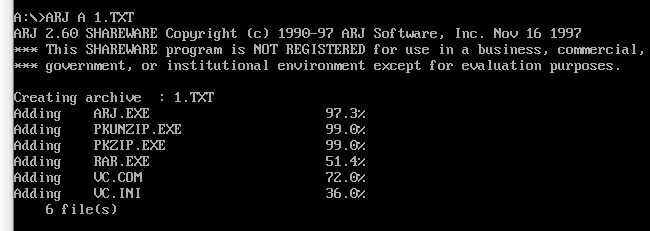 A:\>ARJ A 1.TXT
ARJ 2.60 SHAREWARE Copyright (c) 1990-97 ARJ Software, Inc. Nov 16 1997
*** This SHAREWARE program is NOT REGISTERED for use in a business, commercial,
*** government, or institutional environment except for evaluation purposes.
Creating archive  : 1.TXT
Adding    ARJ.EXE                      97.3%
Adding    PKUNZIP.EXE                  99.0%
Adding    PKZIP.EXE                    99.0%
Adding    RAR.EXE                      51.4%
Adding    VC.COM                       72.0%
Adding    VC.INI                       36.0%
    6 file(s)